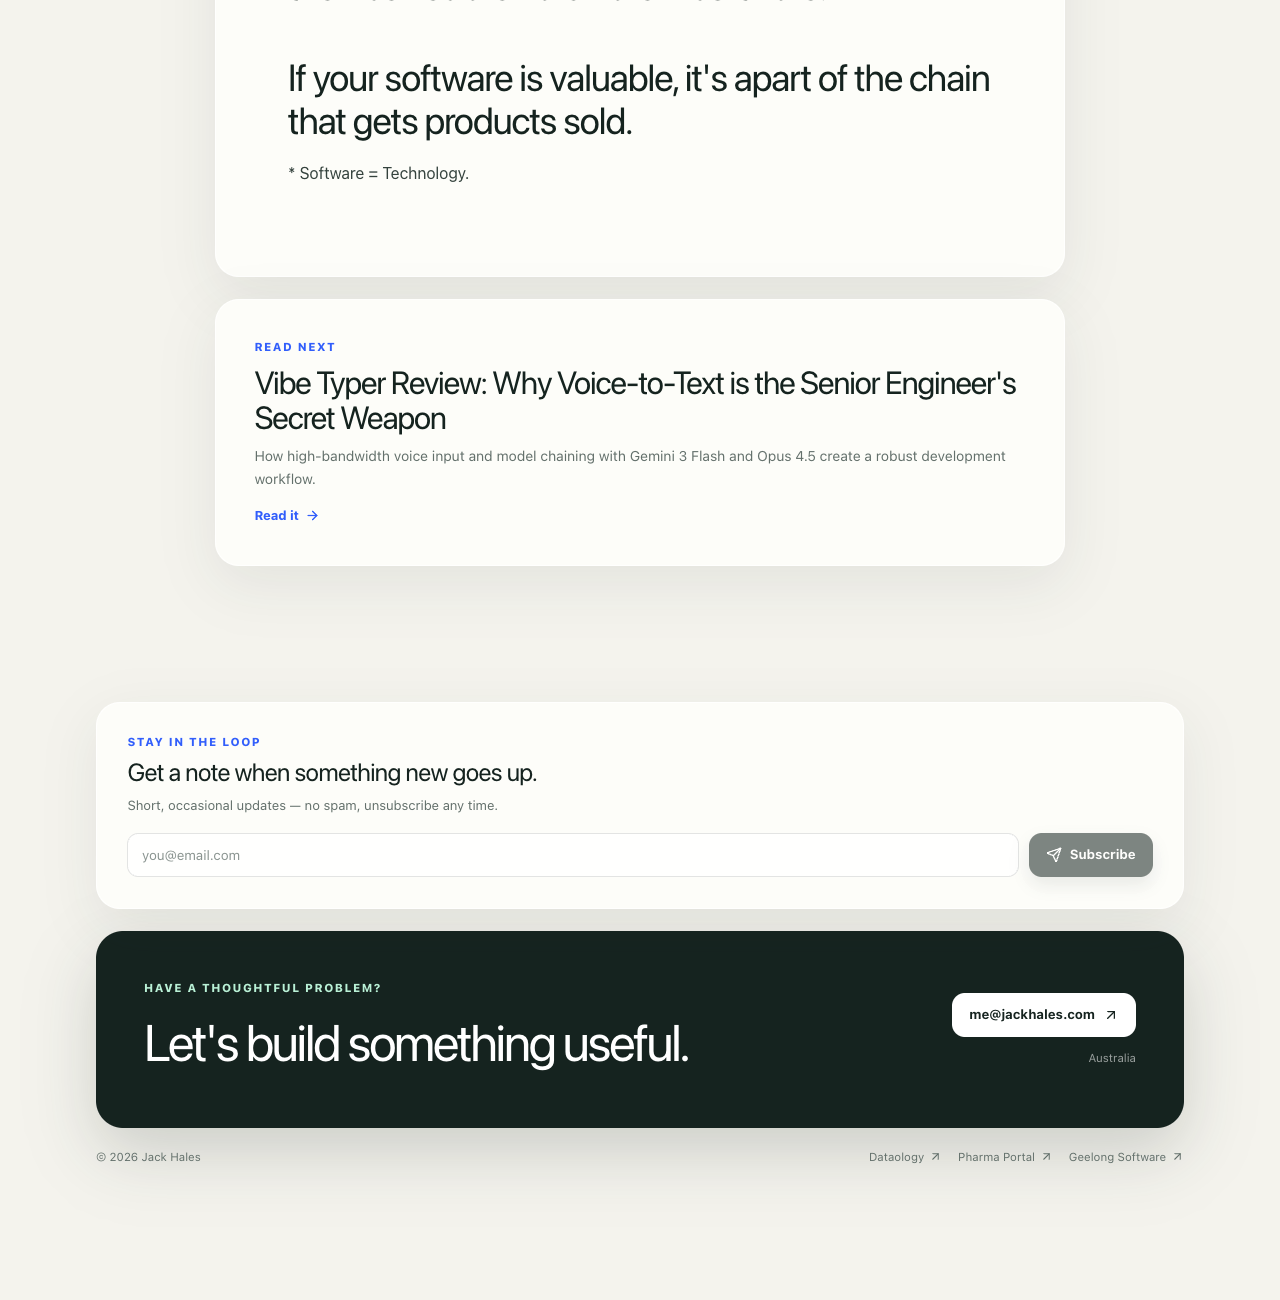 If your software is valuable, it's apart of the chain
that gets products sold.
* Software = Technology.
READ NEXT
Vibe Typer Review: Why Voice-to-Text is the Senior Engineer's
Secret Weapon
How high-bandwidth voice input and model chaining with Gemini 3 Flash and Opus 4.5 create a robust development
workflow.
Read it →
STAY IN THE LOOP
Get a note when something new goes up.
Short, occasional updates — no spam, unsubscribe any time.
you@email.com
Subscribe
HAVE A THOUGHTFUL PROBLEM?
Let's build something useful.
me@jackhales.com
Australia
© 2026 Jack Hales
Dataology Pharma Portal Geelong Software